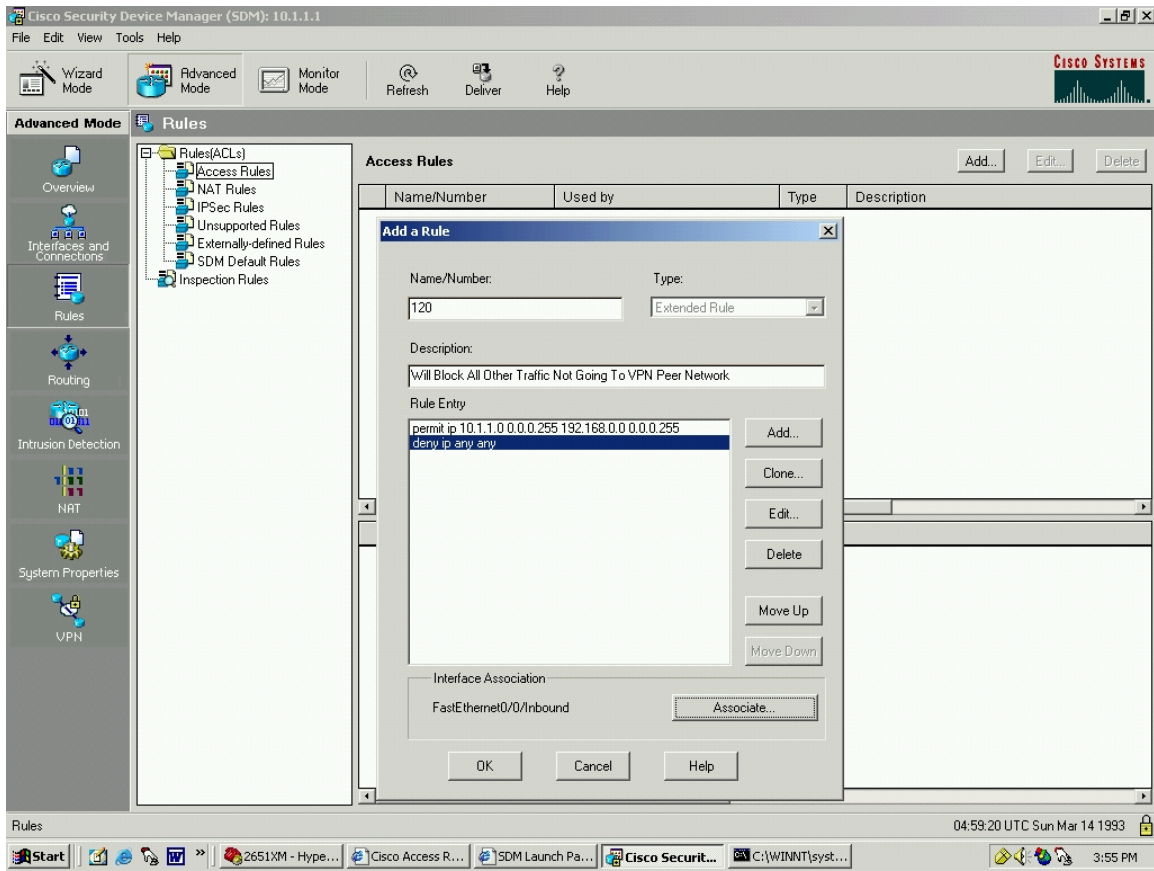 Cisco Security Device Manager (SDM): 10.1.1.1
File Edit View Tools Help
Wizard Mode
Advanced Mode
Monitor Mode
Refresh
Deliver
Help
CISCO SYSTEMS
Advanced Mode
Rules
Overview
Interfaces and Connections
Rules
Routing
Intrusion Detection
NAT
System Properties
VPN
Rules(ACLs)
Access Rules
NAT Rules
IPSec Rules
Unsupported Rules
Externally-defined Rules
SDM Default Rules
Inspection Rules
Access Rules
Add...
Edit...
Delete
Name/Number
Used by
Type
Description
Add a Rule
Name/Number:
Type:
120
Extended Rule
Description:
Will Block All Other Traffic Not Going To VPN Peer Network
Rule Entry
permit ip 10.1.1.0 0.0.0.255 192.168.0.0 0.0.0.255
deny ip any any
Add...
Clone...
Edit...
Delete
Move Up
Move Down
Interface Association
FastEthernet0/0/Inbound
Associate...
OK
Cancel
Help
Rules
04:59:20 UTC Sun Mar 14 1993
Start
»
2651XM - Hype...
Cisco Access R...
SDM Launch Pa...
Cisco Securit...
C:\WINNT\syst...
3:55 PM